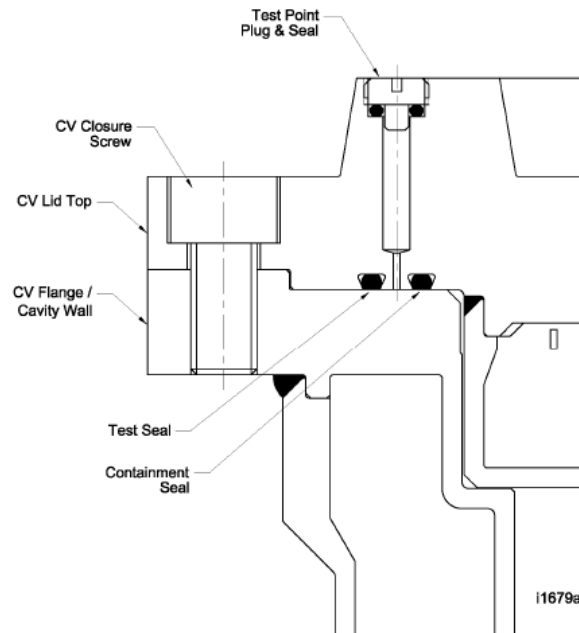 Test Point
Plug & Seal
CV Closure
Screw
CV Lid Top
CV Flange /
Cavity Wall
Test Seal
Containment
Seal
i1679a